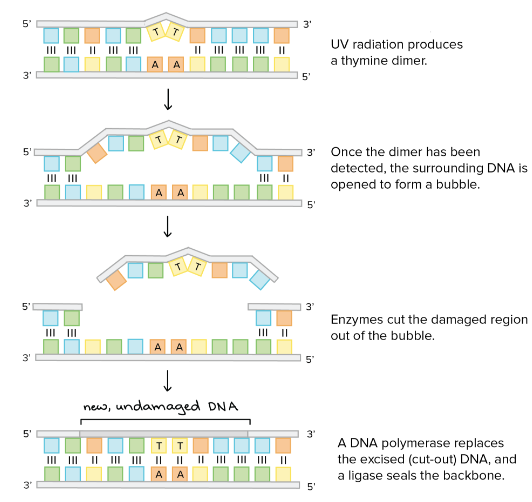 5' 3'
T T
A A
3' 5'
UV radiation produces
a thymine dimer.
5' 3'
T T
A A
3' 5'
Once the dimer has been
detected, the surrounding DNA is
opened to form a bubble.
T T
5' 3'
A A
3' 5'
Enzymes cut the damaged region
out of the bubble.
new, undamaged DNA
5' 3'
T T
A A
3' 5'
A DNA polymerase replaces
the excised (cut-out) DNA, and
a ligase seals the backbone.